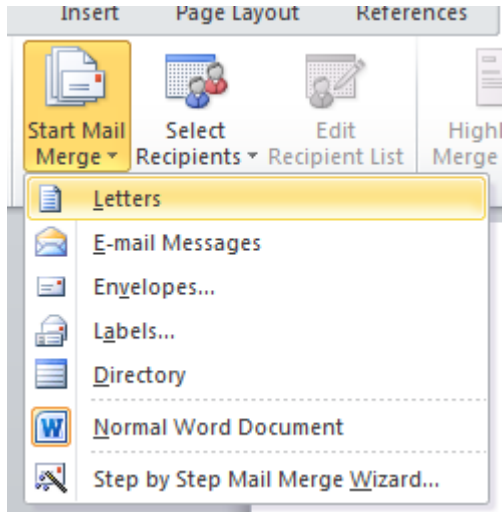 Insert Page Layout References
Start Mail Select Edit
Merge Recipients Recipient List Merge
Letters
E-mail Messages
Envelopes...
Labels...
Directory
Normal Word Document
Step by Step Mail Merge Wizard...